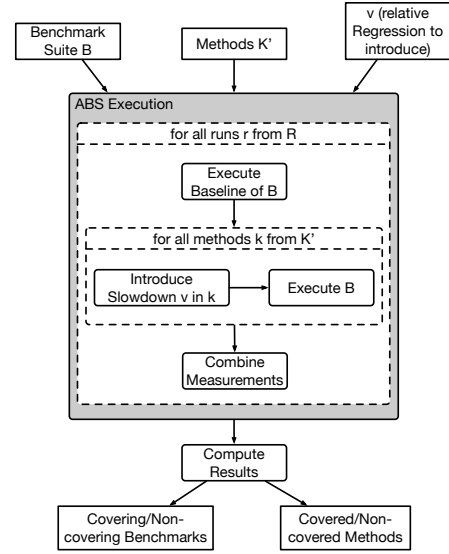 Benchmark
Suite B
Methods K'
v (relative
Regression to
introduce)
ABS Execution
for all runs r from R
Execute
Baseline of B
for all methods k from K'
Introduce
Slowdown v in k
Execute B
Combine
Measurements
Compute
Results
Covering/Non-
covering Benchmarks
Covered/Non-
covered Methods